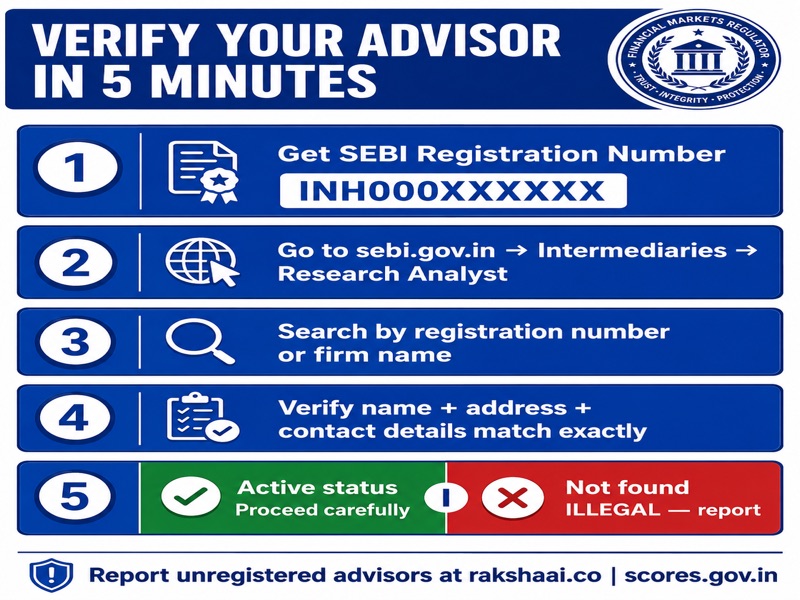 VERIFY YOUR ADVISOR
IN 5 MINUTES
FINANCIAL MARKETS REGULATOR
TRUST · INTEGRITY · PROTECTION
1
Get SEBI Registration Number
INH000XXXXXX
2
Go to sebi.gov.in → Intermediaries →
Research Analyst
3
Search by registration number
or firm name
4
Verify name + address +
contact details match exactly
5
Active status
Proceed carefully
I
Not found
ILLEGAL — report
Report unregistered advisors at rakshaai.co | scores.gov.in